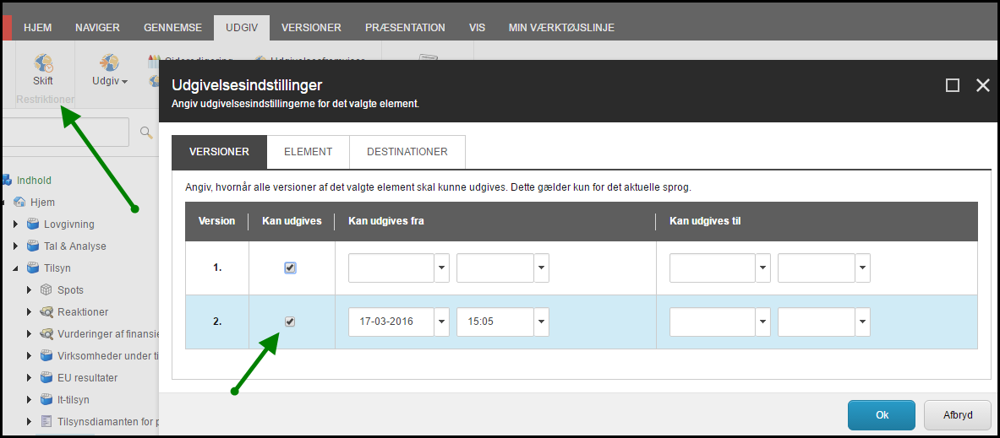 HJEM NAVIGER GENNEMSE UDGIV VERSIONER PRÆSENTATION VIS MIN VÆRKTØJSLINJE
Skift
Udgiv
Restriktioner
Udgivelsesindstillinger
Angiv udgivelsesindstillingerne for det valgte element.
VERSIONER ELEMENT DESTINATIONER
Angiv, hvornår alle versioner af det valgte element skal kunne udgives. Dette gælder kun for det aktuelle sprog.
Version Kan udgives Kan udgives fra Kan udgives til
1.
2. 17-03-2016 15:05
Ok Afbryd
Indhold
Hjem
Lovgivning
Tal & Analyse
Tilsyn
Spots
Reaktioner
Vurderinger af finansie
Virksomheder under ti
EU resultater
It-tilsyn
Tilsynsdiamanten for p